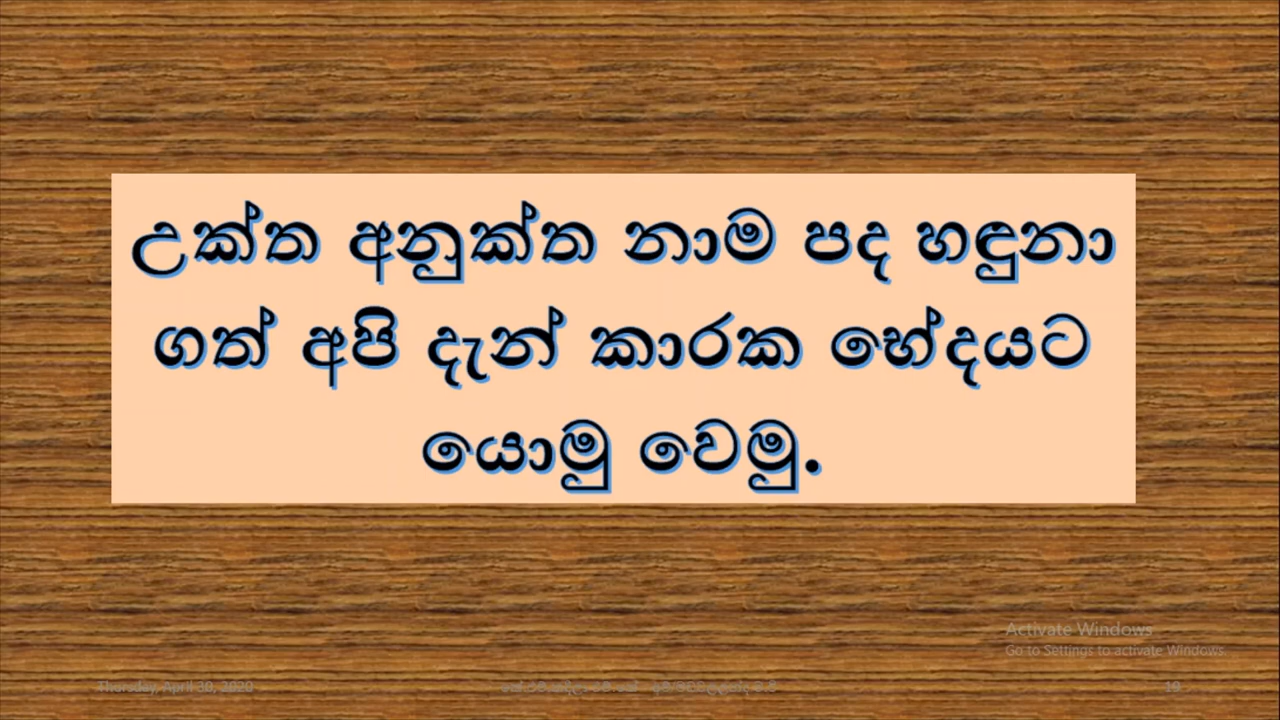 උක්ත අනුක්ත නාම පද හඳුනා
ගත් අපි දැන් කාරක භේදයට
යොමු වෙමු.
Activate Windows
Go to Settings to activate Windows.
Thursday, April 30, 2020
19